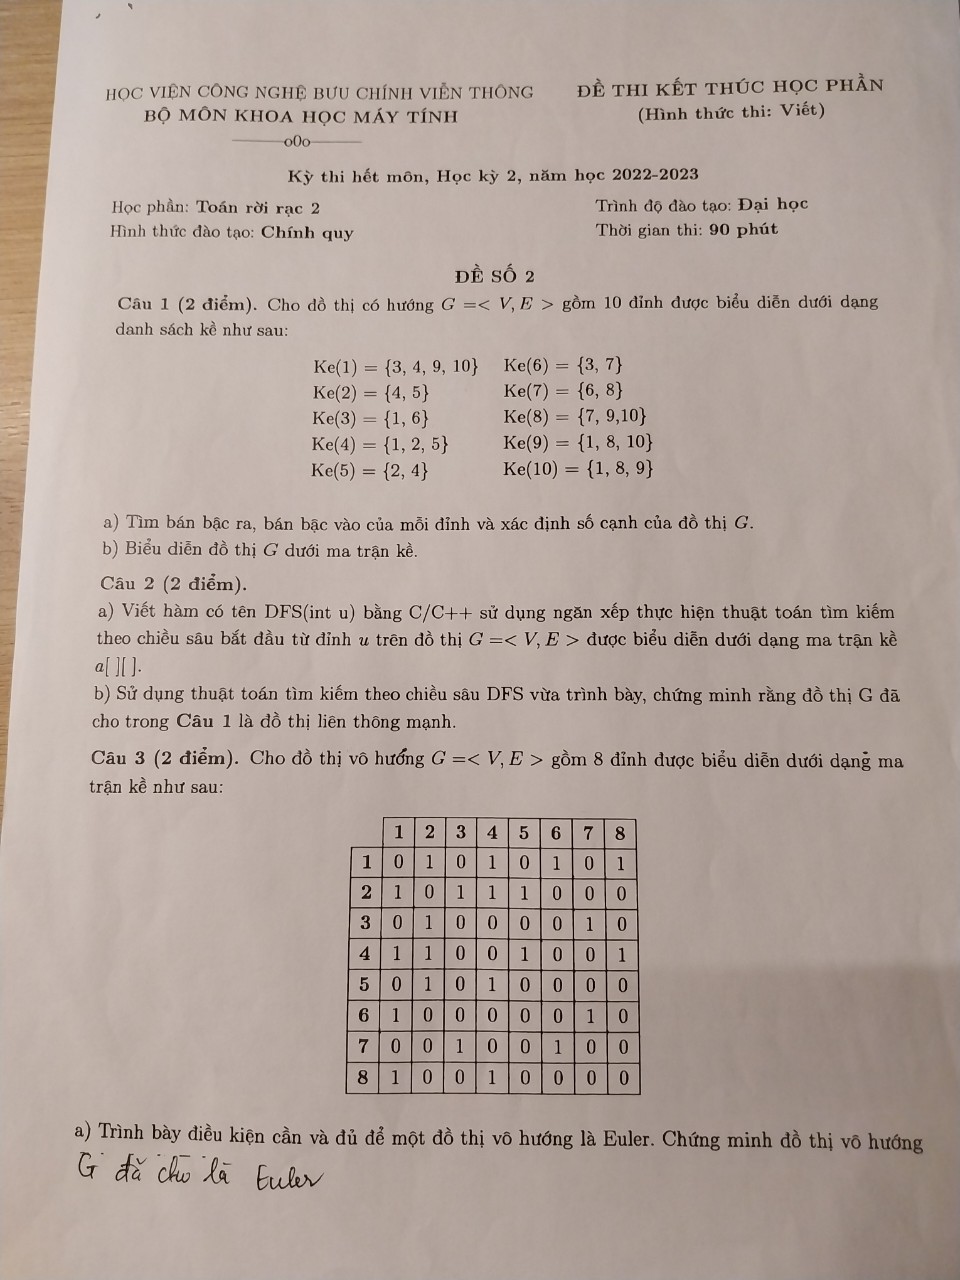 HỌC VIỆN CÔNG NGHỆ BƯU CHÍNH VIỄN THÔNG
BỘ MÔN KHOA HỌC MÁY TÍNH
———o0o———
ĐỀ THI KẾT THÚC HỌC PHẦN
(Hình thức thi: Viết)
Kỳ thi hết môn, Học kỳ 2, năm học 2022-2023
Học phần: Toán rời rạc 2
Trình độ đào tạo: Đại học
Hình thức đào tạo: Chính quy
Thời gian thi: 90 phút
ĐỀ SỐ 2
Câu 1 (2 điểm). Cho đồ thị có hướng G =< V, E > gồm 10 đỉnh được biểu diễn dưới dạng
danh sách kề như sau:
Ke(1) = {3, 4, 9, 10} Ke(6) = {3, 7}
Ke(2) = {4, 5} Ke(7) = {6, 8}
Ke(3) = {1, 6} Ke(8) = {7, 9,10}
Ke(4) = {1, 2, 5} Ke(9) = {1, 8, 10}
Ke(5) = {2, 4} Ke(10) = {1, 8, 9}
a) Tìm bán bậc ra, bán bậc vào của mỗi đỉnh và xác định số cạnh của đồ thị G.
b) Biểu diễn đồ thị G dưới ma trận kề.
Câu 2 (2 điểm).
a) Viết hàm có tên DFS(int u) bằng C/C++ sử dụng ngăn xếp thực hiện thuật toán tìm kiếm
theo chiều sâu bắt đầu từ đỉnh u trên đồ thị G =< V, E > được biểu diễn dưới dạng ma trận kề
a[ ][ ].
b) Sử dụng thuật toán tìm kiếm theo chiều sâu DFS vừa trình bày, chứng minh rằng đồ thị G đã
cho trong Câu 1 là đồ thị liên thông mạnh.
Câu 3 (2 điểm). Cho đồ thị vô hướng G =< V, E > gồm 8 đỉnh được biểu diễn dưới dạng ma
trận kề như sau:
1 2 3 4 5 6 7 8
1 0 1 0 1 0 1 0 1
2 1 0 1 1 1 0 0 0
3 0 1 0 0 0 0 1 0
4 1 1 0 0 1 0 0 1
5 0 1 0 1 0 0 0 0
6 1 0 0 0 0 0 1 0
7 0 0 1 0 0 1 0 0
8 1 0 0 1 0 0 0 0
a) Trình bày điều kiện cần và đủ để một đồ thị vô hướng là Euler. Chứng minh đồ thị vô hướng
G đã cho là Euler